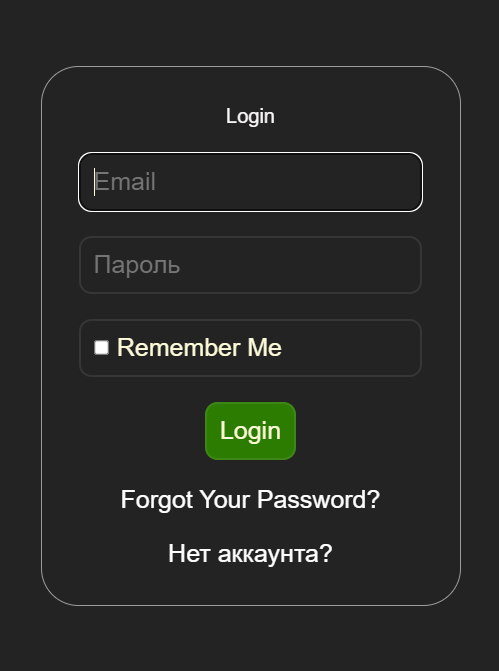 Login
Email
Пароль
Remember Me
Login
Forgot Your Password?
Нет аккаунта?